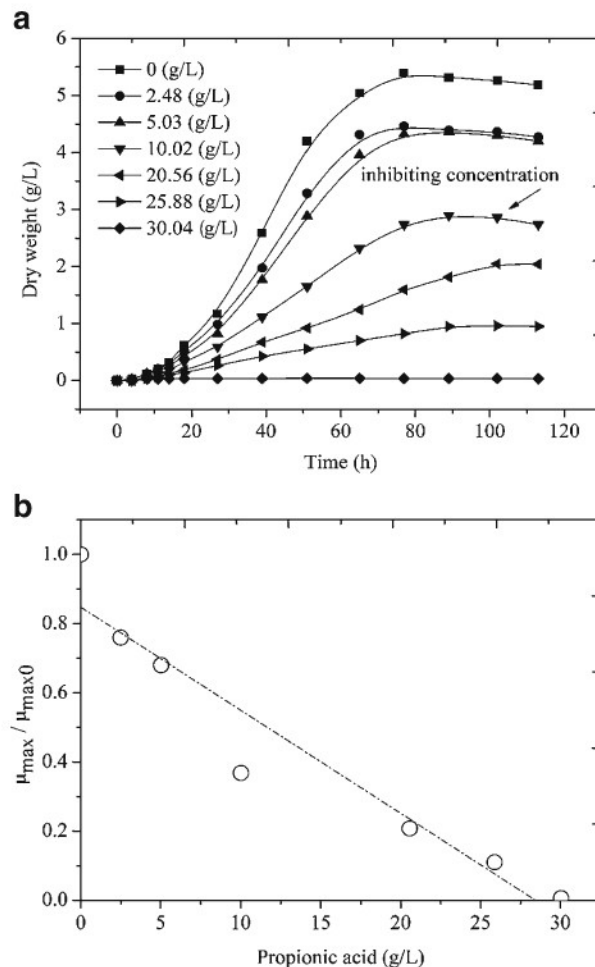 a
6
5
4
3
2
1
0
Dry weight (g/L)
0 (g/L)
2.48 (g/L)
5.03 (g/L)
10.02 (g/L)
20.56 (g/L)
25.88 (g/L)
30.04 (g/L)
inhibiting concentration
0 20 40 60 80 100 120
Time (h)
b
1.0
0.8
0.6
0.4
0.2
0.0
μmax / μmax0
0 5 10 15 20 25 30
Propionic acid (g/L)